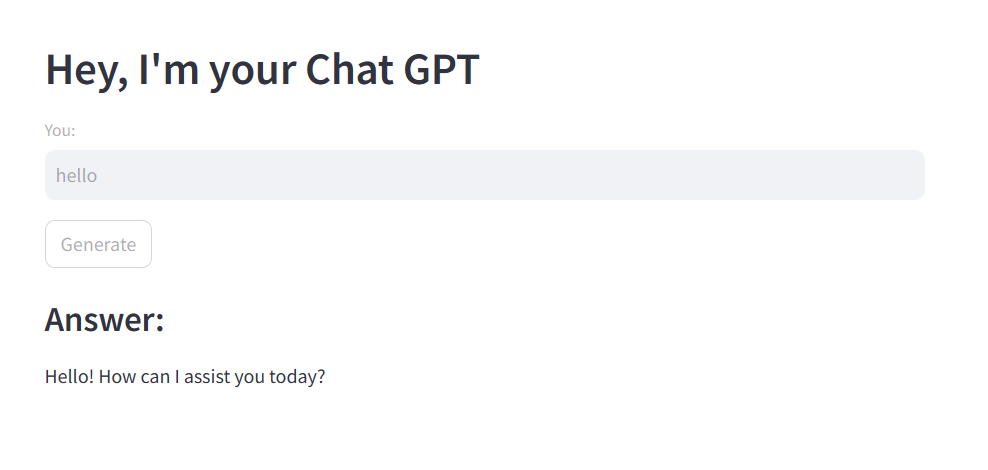 Hey, I'm your Chat GPT
You:
hello
Generate
Answer:
Hello! How can I assist you today?